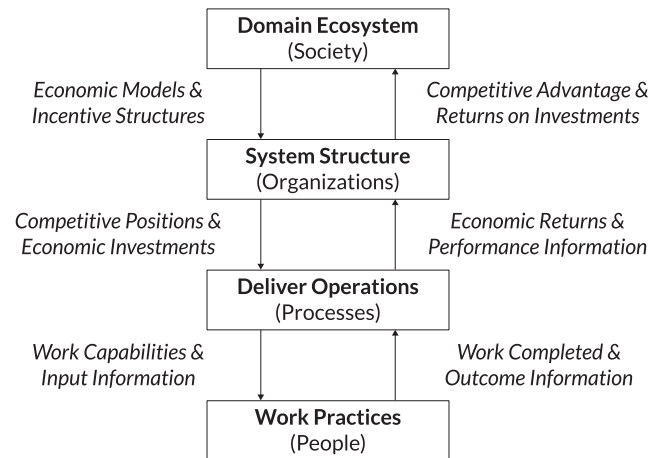 Domain Ecosystem
(Society)
Economic Models &
Incentive Structures
Competitive Advantage &
Returns on Investments
System Structure
(Organizations)
Competitive Positions &
Economic Investments
Economic Returns &
Performance Information
Deliver Operations
(Processes)
Work Capabilities &
Input Information
Work Completed &
Outcome Information
Work Practices
(People)